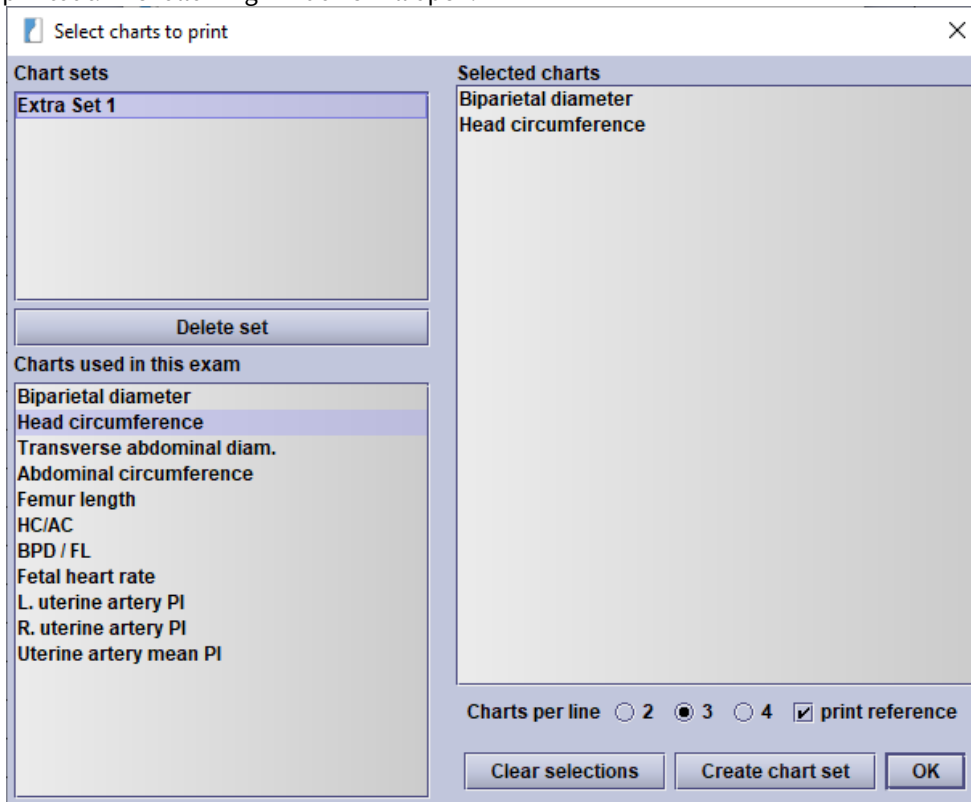 Select charts to print
Chart sets
Extra Set 1
Delete set
Charts used in this exam
Biparietal diameter
Head circumference
Transverse abdominal diam.
Abdominal circumference
Femur length
HC/AC
BPD / FL
Fetal heart rate
L. uterine artery PI
R. uterine artery PI
Uterine artery mean PI
Selected charts
Biparietal diameter
Head circumference
Charts per line 2 3 4 print reference
Clear selections Create chart set OK